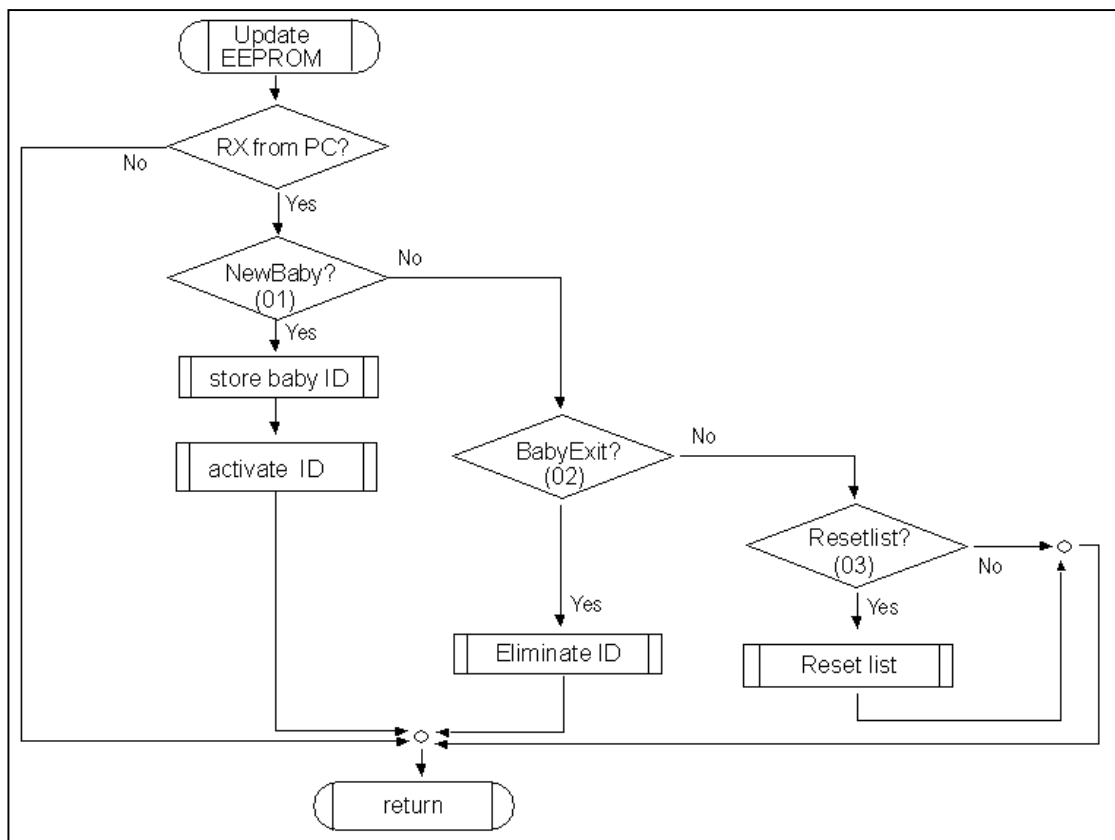 Update
EEPROM
RX from PC?
No
Yes
NewBaby?
(01)
No
Yes
store baby ID
activate ID
BabyExit?
(02)
No
Yes
Resetlist?
(03)
No
Yes
Eliminate ID
Reset list
return